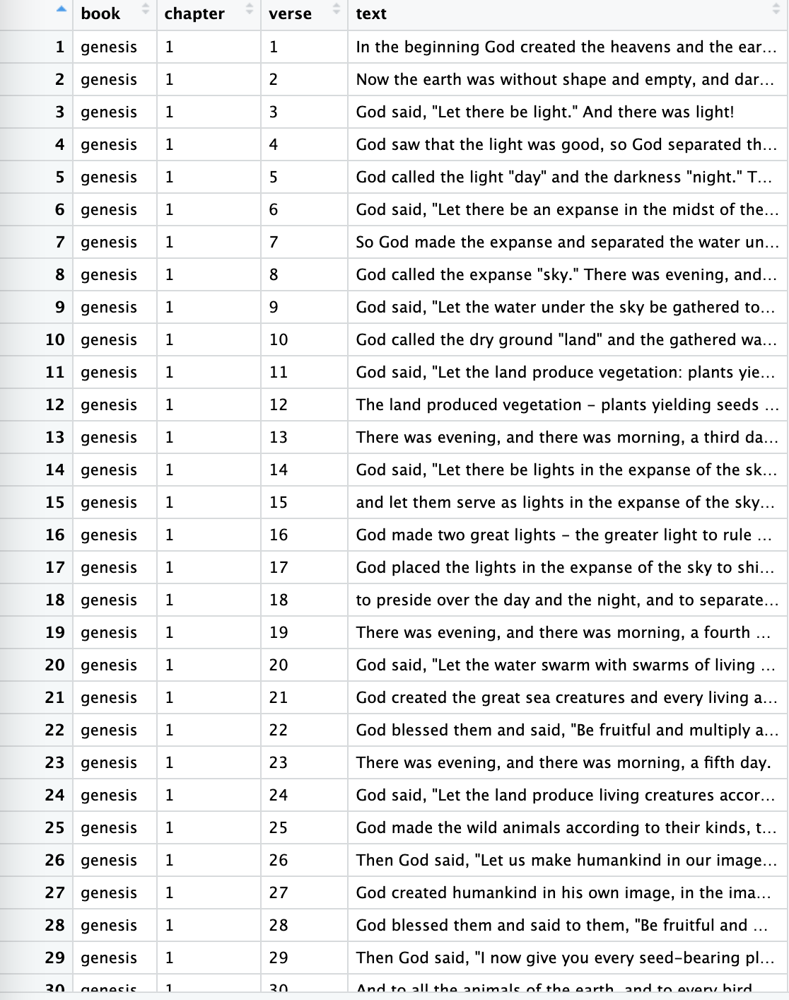 book chapter verse text
1 genesis 1 1 In the beginning God created the heavens and the ear...
2 genesis 1 2 Now the earth was without shape and empty, and dar...
3 genesis 1 3 God said, "Let there be light." And there was light!
4 genesis 1 4 God saw that the light was good, so God separated th...
5 genesis 1 5 God called the light "day" and the darkness "night." T...
6 genesis 1 6 God said, "Let there be an expanse in the midst of the...
7 genesis 1 7 So God made the expanse and separated the water un...
8 genesis 1 8 God called the expanse "sky." There was evening, and...
9 genesis 1 9 God said, "Let the water under the sky be gathered to...
10 genesis 1 10 God called the dry ground "land" and the gathered wa...
11 genesis 1 11 God said, "Let the land produce vegetation: plants yie...
12 genesis 1 12 The land produced vegetation – plants yielding seeds ...
13 genesis 1 13 There was evening, and there was morning, a third da...
14 genesis 1 14 God said, "Let there be lights in the expanse of the sk...
15 genesis 1 15 and let them serve as lights in the expanse of the sky...
16 genesis 1 16 God made two great lights – the greater light to rule ...
17 genesis 1 17 God placed the lights in the expanse of the sky to shi...
18 genesis 1 18 to preside over the day and the night, and to separate...
19 genesis 1 19 There was evening, and there was morning, a fourth ...
20 genesis 1 20 God said, "Let the water swarm with swarms of living ...
21 genesis 1 21 God created the great sea creatures and every living a...
22 genesis 1 22 God blessed them and said, "Be fruitful and multiply a...
23 genesis 1 23 There was evening, and there was morning, a fifth day.
24 genesis 1 24 God said, "Let the land produce living creatures accor...
25 genesis 1 25 God made the wild animals according to their kinds, t...
26 genesis 1 26 Then God said, "Let us make humankind in our image...
27 genesis 1 27 God created humankind in his own image, in the ima...
28 genesis 1 28 God blessed them and said to them, "Be fruitful and ...
29 genesis 1 29 Then God said, "I now give you every seed-bearing pl...
30 genesis 1 30 And to all the animals of the earth, and to every bird